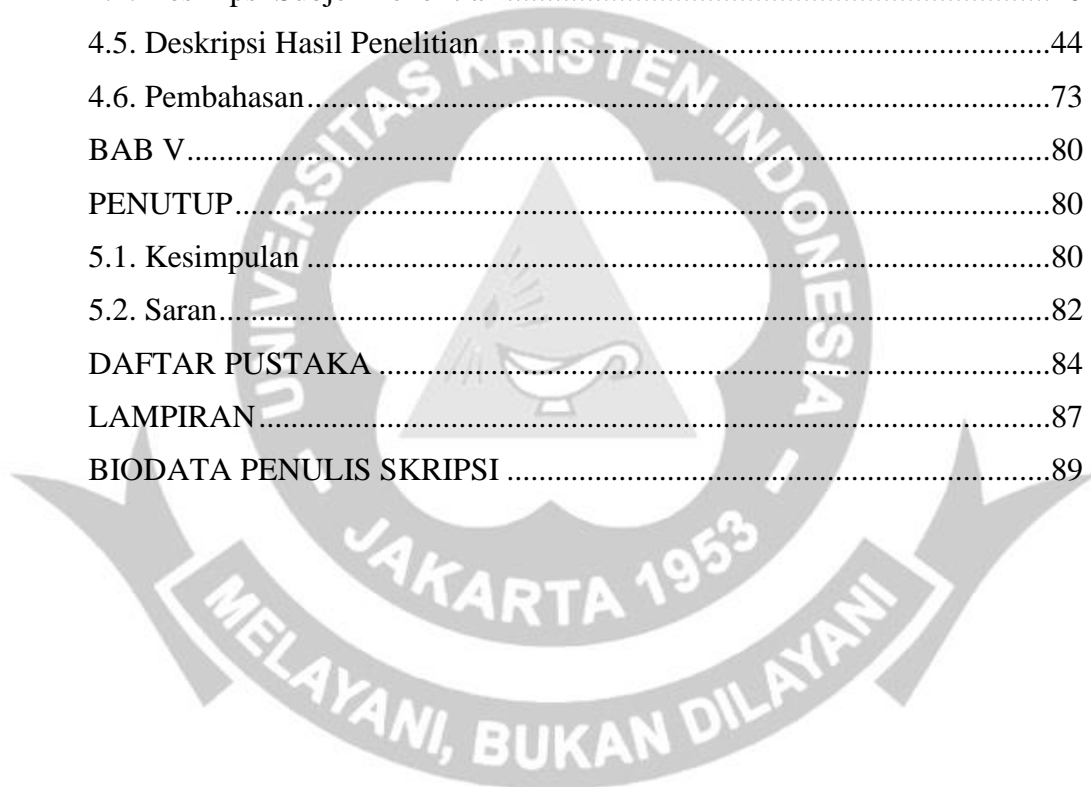 4.5. Deskripsi Hasil Penelitian........................................................................44
4.6. Pembahasan..............................................................................................73
BAB V.............................................................................................................80
PENUTUP.......................................................................................................80
5.1. Kesimpulan ..............................................................................................80
5.2. Saran.........................................................................................................82
DAFTAR PUSTAKA .....................................................................................84
LAMPIRAN....................................................................................................87
BIODATA PENULIS SKRIPSI .....................................................................89
UNIVERSITAS KRISTEN INDONESIA
JAKARTA 1953
MELAYANI, BUKAN DILAYANI